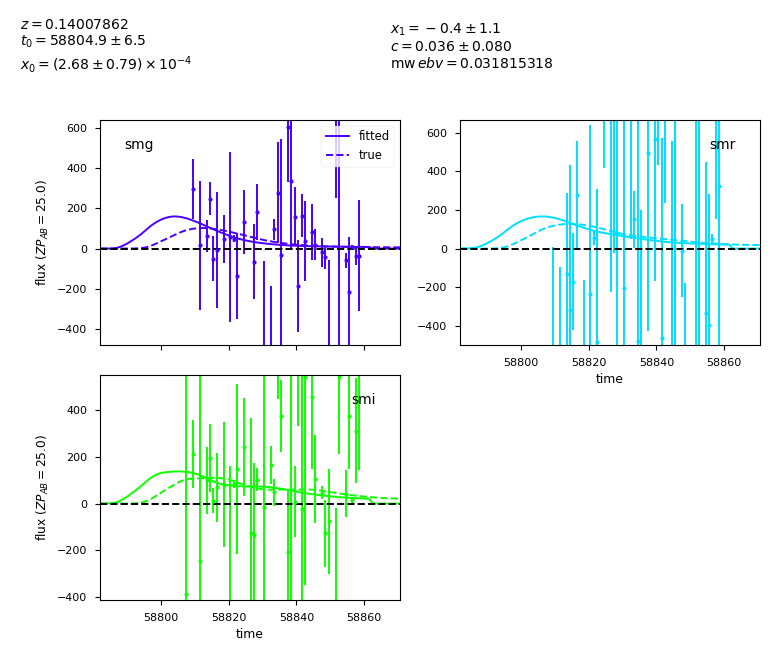 z = 0.14007862
t₀ = 58804.9 ± 6.5
x₀ = (2.68 ± 0.79) × 10⁻⁴
x₁ = −0.4 ± 1.1
c = 0.036 ± 0.080
mw ebv = 0.031815318
smg
fitted
true
600
400
200
0
−200
−400
flux (ZP_AB = 25.0)
smr
600
400
200
0
−200
−400
58800 58820 58840 58860
time
smi
400
200
0
−200
−400
flux (ZP_AB = 25.0)
58800 58820 58840 58860
time